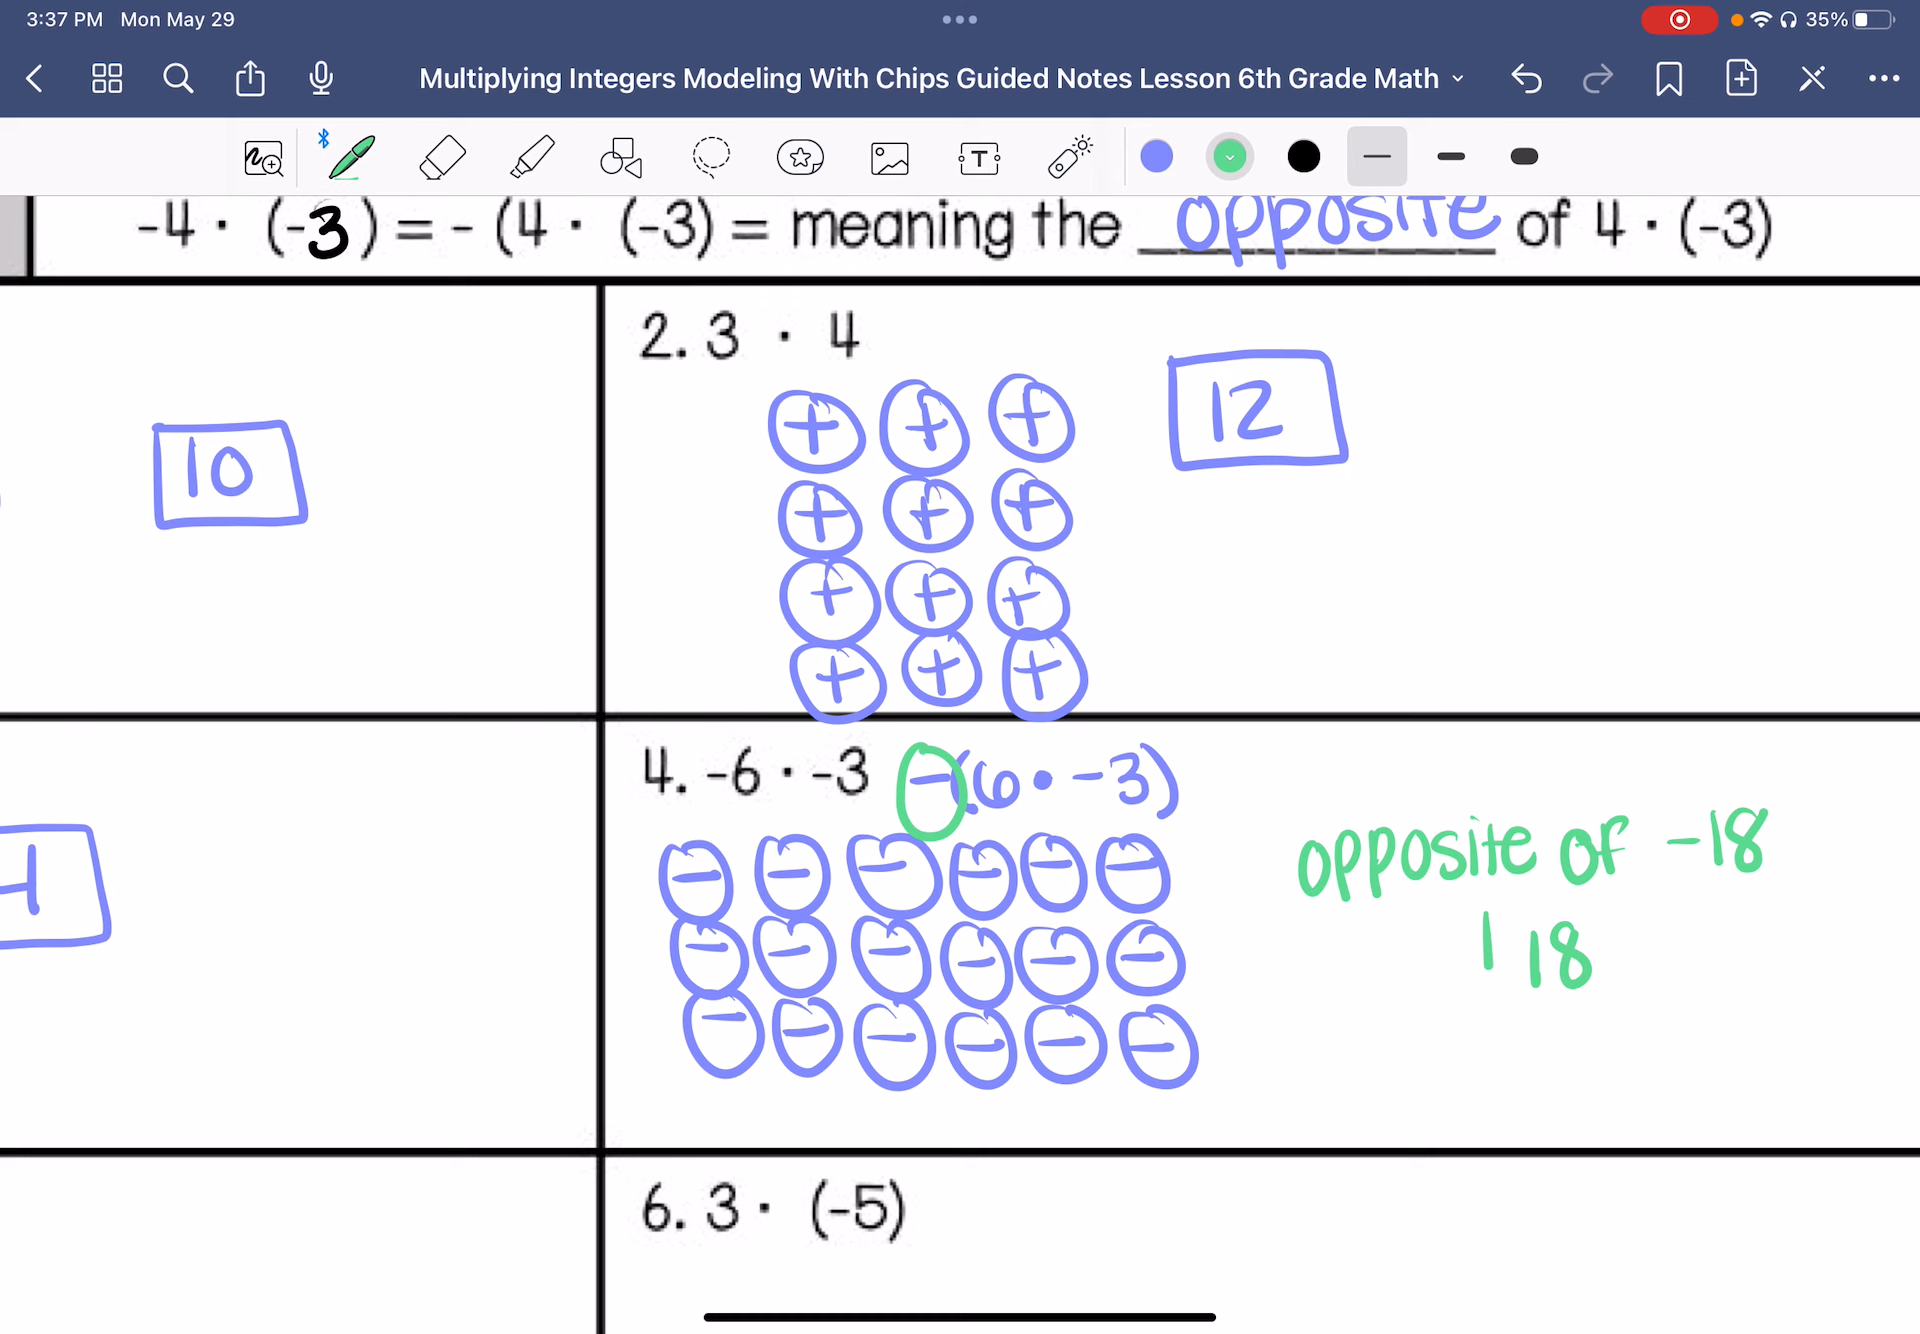 3:37 PM Mon May 29
35%
Multiplying Integers Modeling With Chips Guided Notes Lesson 6th Grade Math
T
-4 · (-3) = - (4 · (-3) = meaning the opposite of 4 · (-3)
2. 3 · 4
+ + +
12
10
+ + +
+ + +
+ + +
4. -6 · -3 -(6 • -3)
- - - - - -
opposite of -18
- - - - - -
18
- - - - - -
6. 3 · (-5)